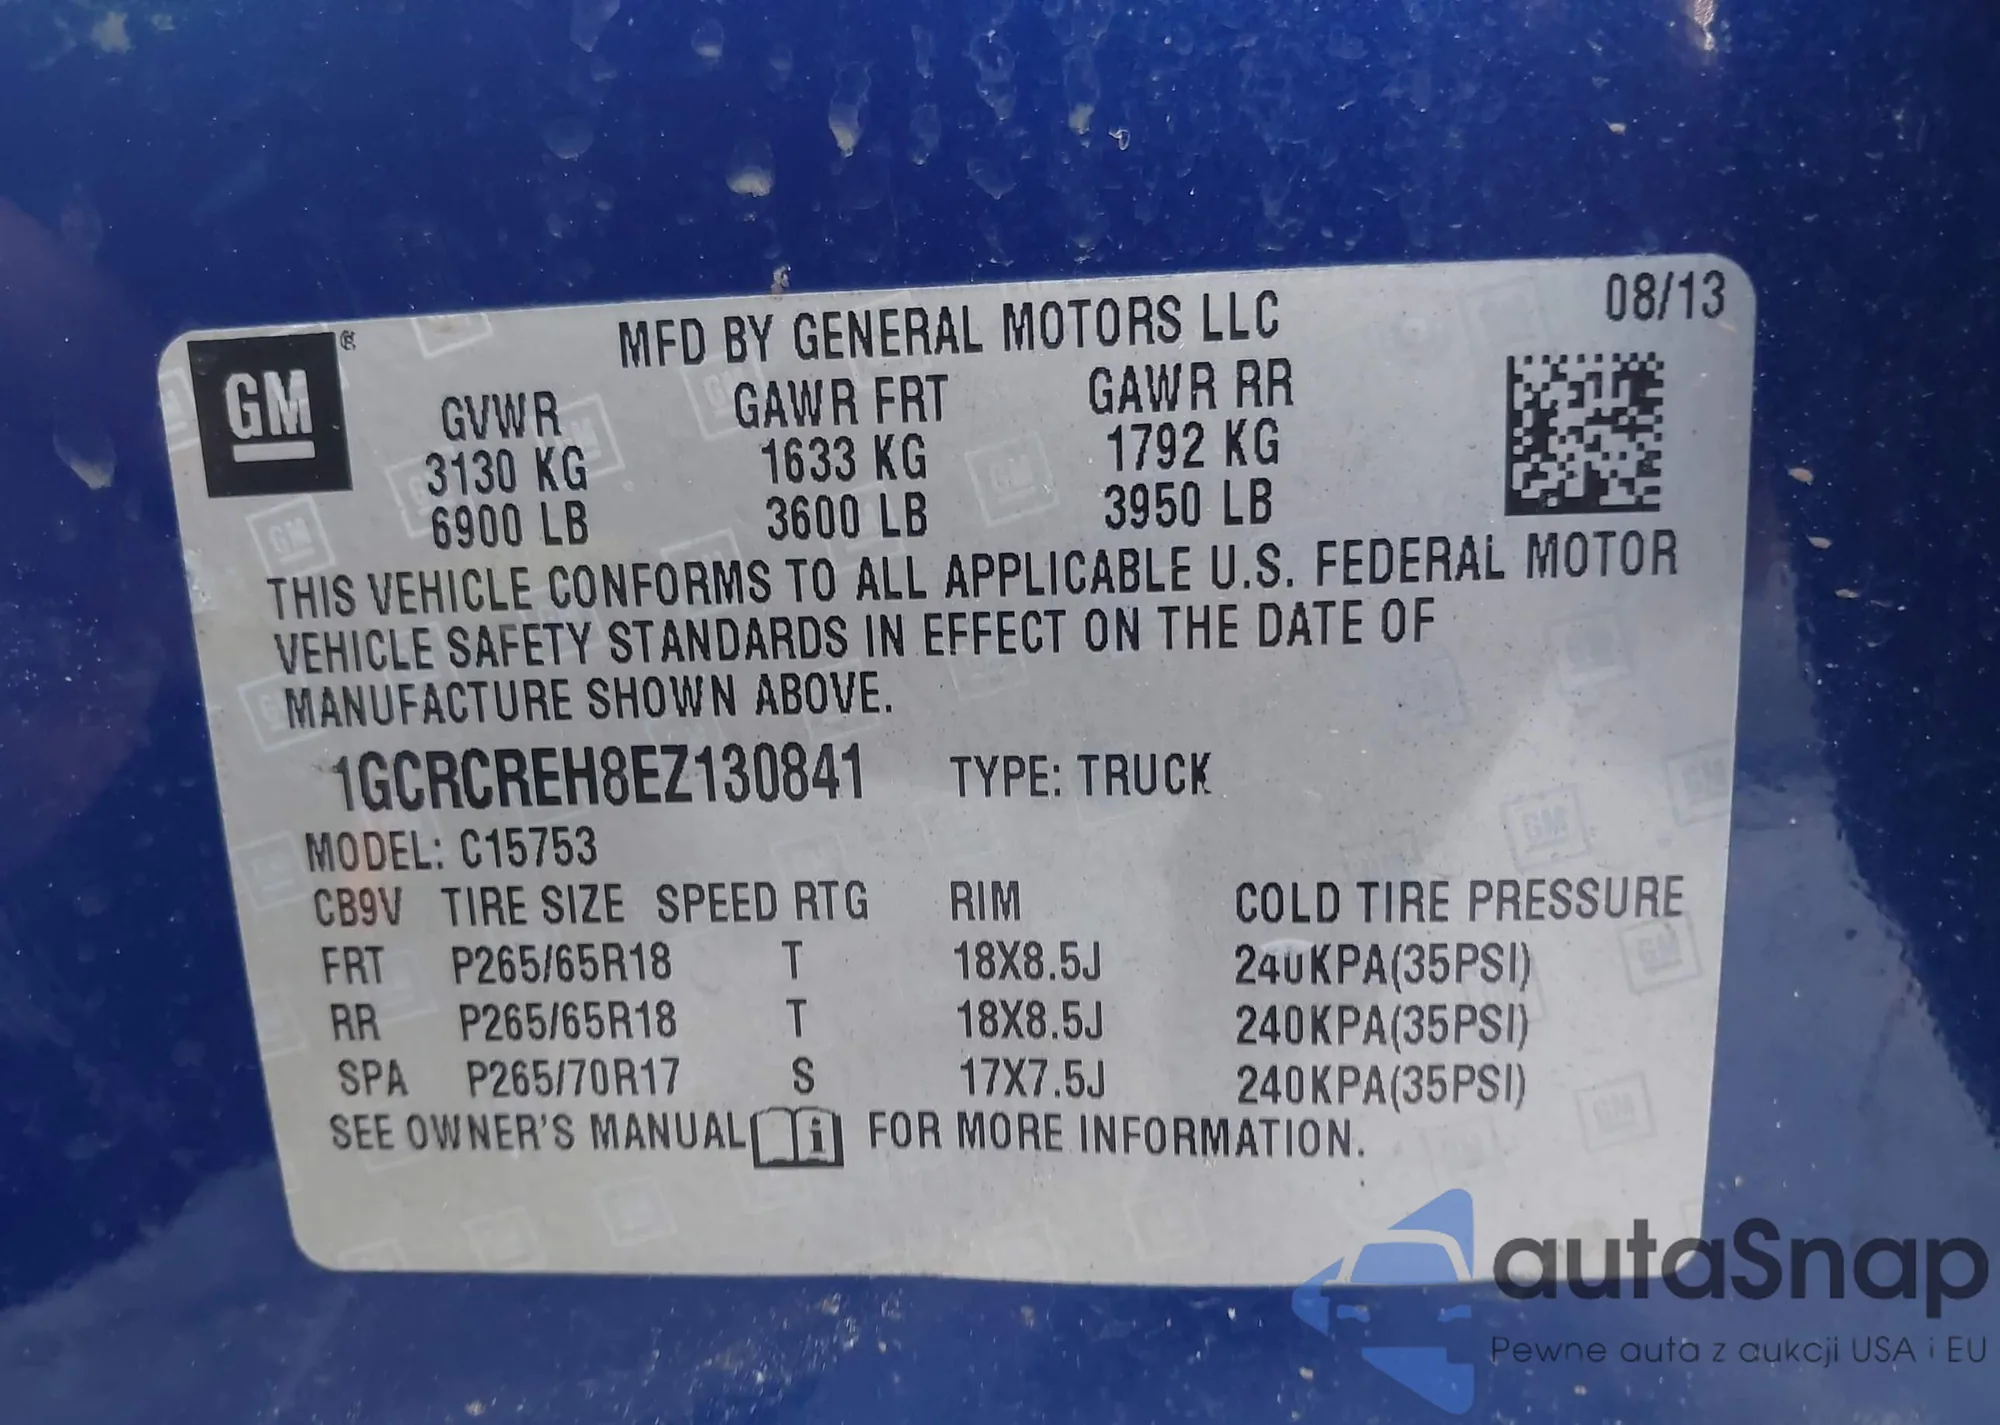 08/13
GM
MFD BY GENERAL MOTORS LLC
GVWR GAWR FRT GAWR RR
3130 KG 1633 KG 1792 KG
6900 LB 3600 LB 3950 LB
THIS VEHICLE CONFORMS TO ALL APPLICABLE U.S. FEDERAL MOTOR
VEHICLE SAFETY STANDARDS IN EFFECT ON THE DATE OF
MANUFACTURE SHOWN ABOVE.
1GCRCREH8EZ130841 TYPE: TRUCK
MODEL: C15753
CB9V TIRE SIZE SPEED RTG RIM COLD TIRE PRESSURE
FRT P265/65R18 T 18X8.5J 240KPA(35PSI)
RR P265/65R18 T 18X8.5J 240KPA(35PSI)
SPA P265/70R17 S 17X7.5J 240KPA(35PSI)
SEE OWNER'S MANUAL FOR MORE INFORMATION.
autaSnap
Pewne auta z aukcji USA i EU